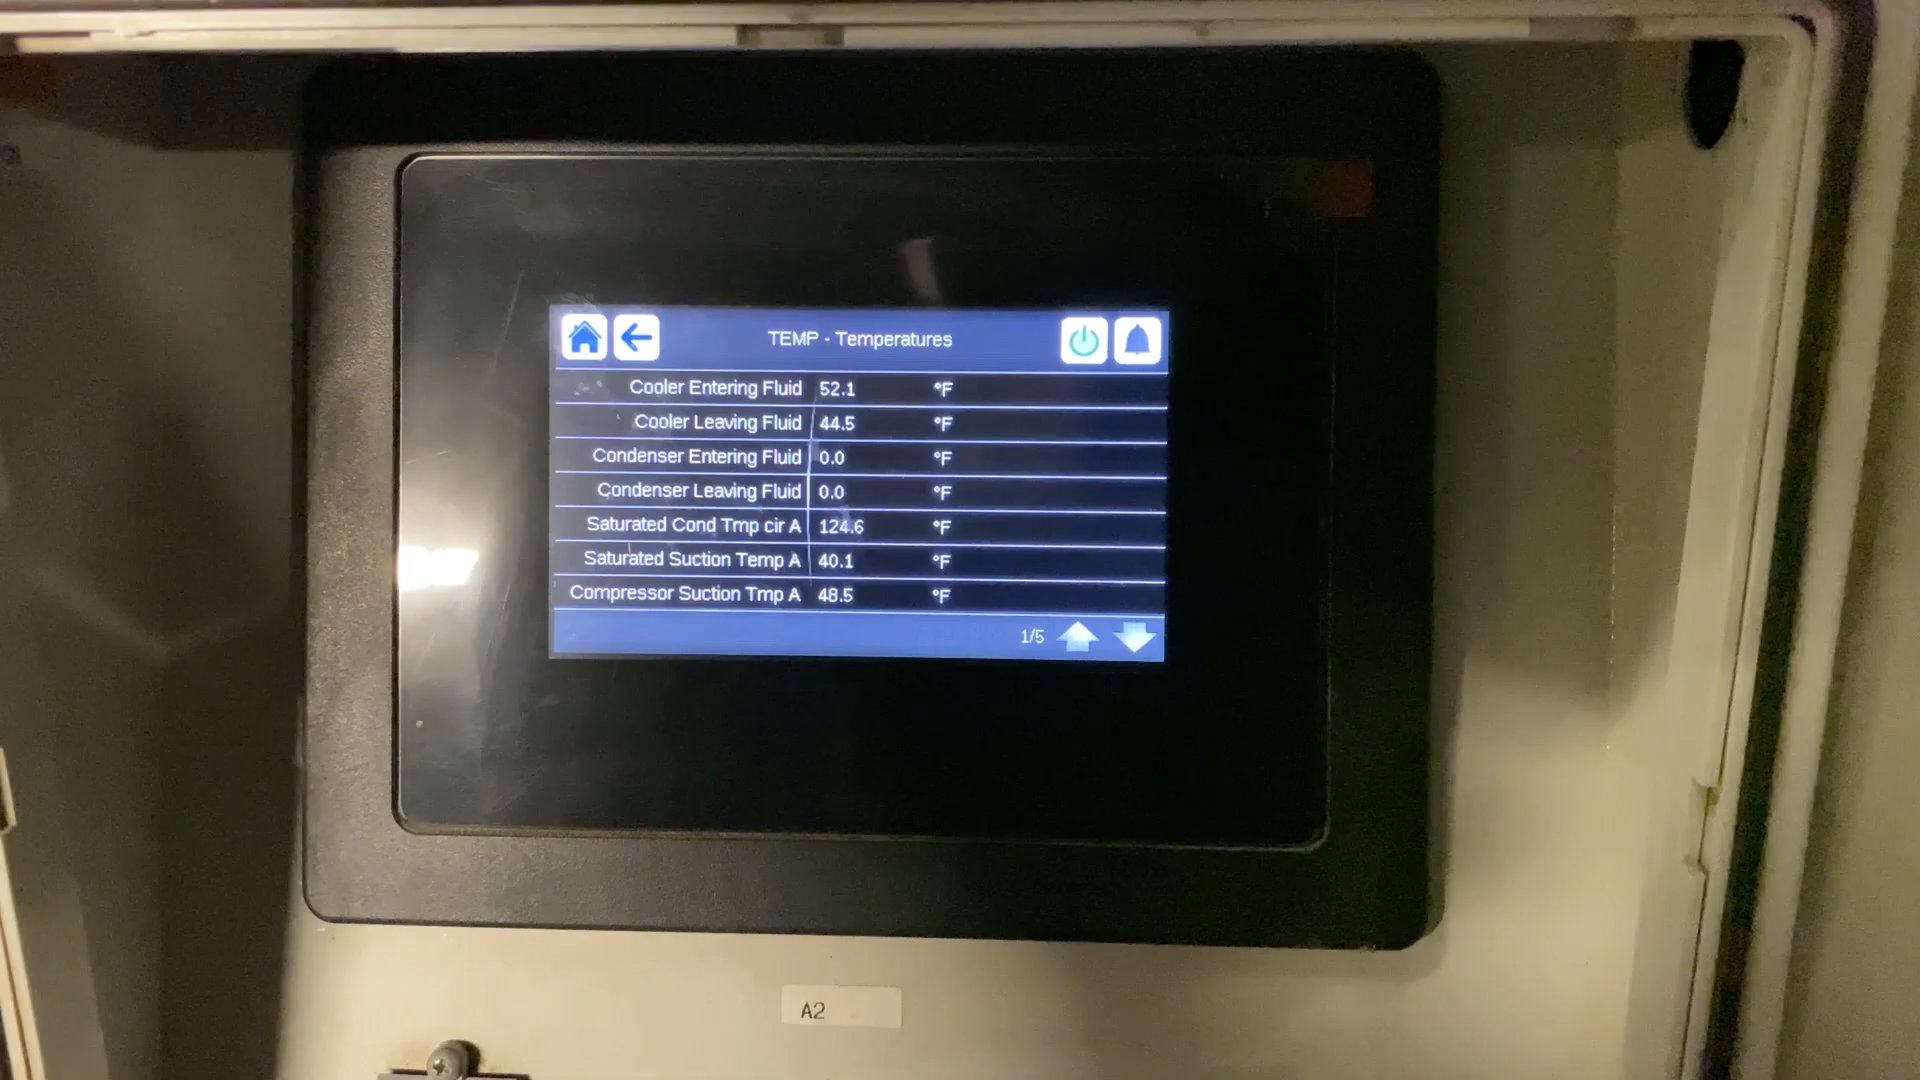 TEMP - Temperatures
Cooler Entering Fluid 52.1 °F
Cooler Leaving Fluid 44.5 °F
Condenser Entering Fluid 0.0 °F
Condenser Leaving Fluid 0.0 °F
Saturated Cond Tmp cir A 124.6 °F
Saturated Suction Temp A 40.1 °F
Compressor Suction Tmp A 48.5 °F
1/5
A2